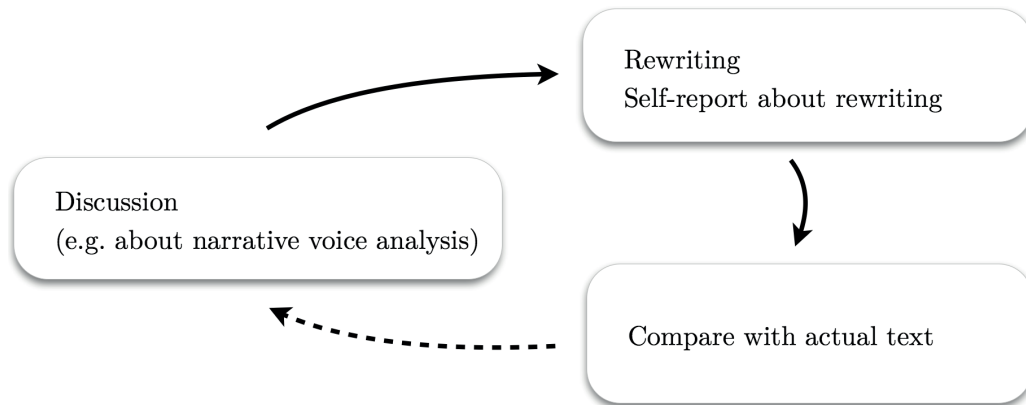 Rewriting
Self-report about rewriting
Discussion
(e.g. about narrative voice analysis)
Compare with actual text